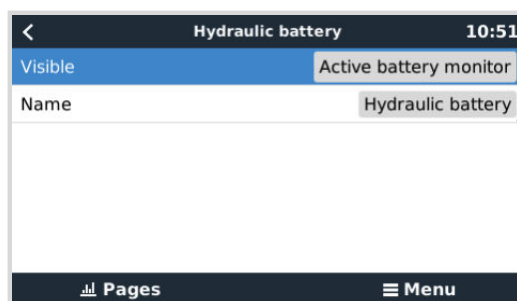 Hydraulic battery 10:51
Visible Active battery monitor
Name Hydraulic battery
Pages Menu